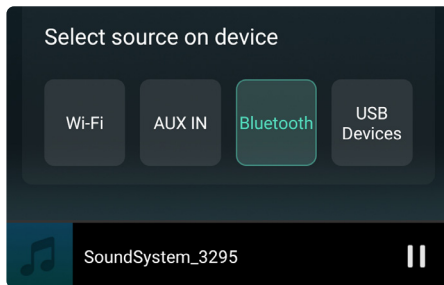 Select source on device
Wi-Fi
AUX IN
Bluetooth
USB
Devices
SoundSystem_3295